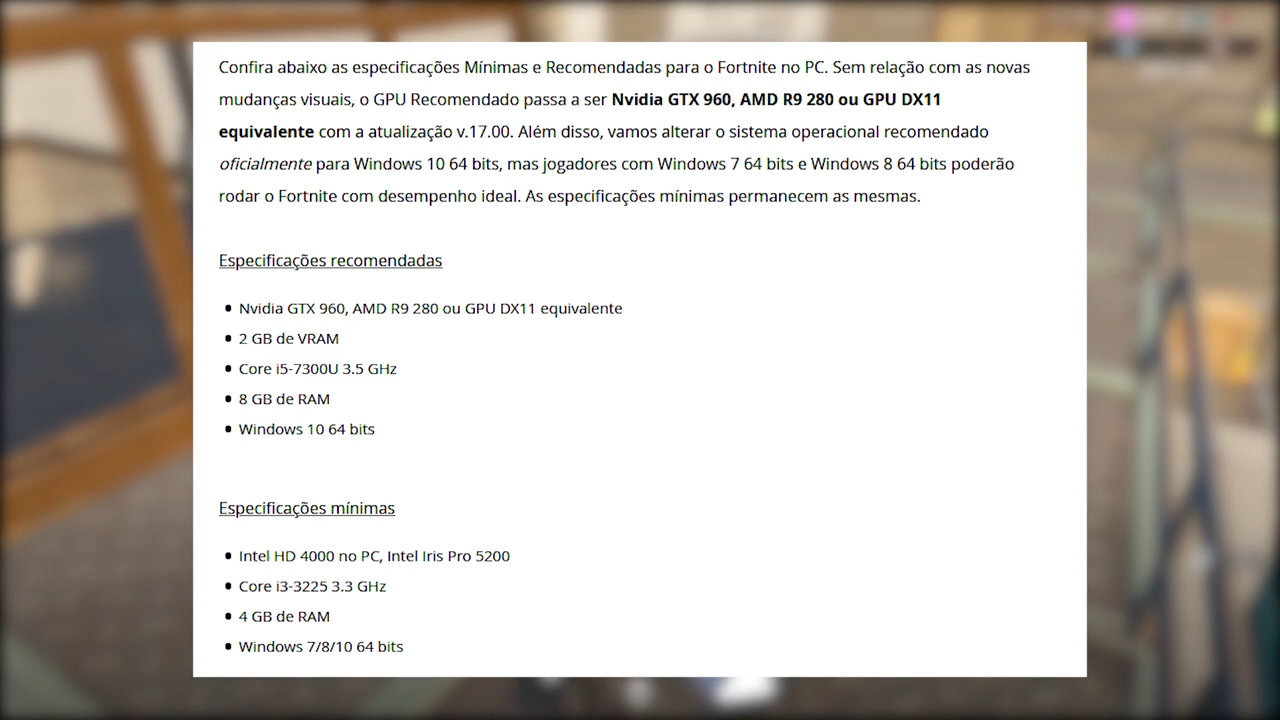 Confira abaixo as especificações Mínimas e Recomendadas para o Fortnite no PC. Sem relação com as novas
mudanças visuais, o GPU Recomendado passa a ser Nvidia GTX 960, AMD R9 280 ou GPU DX11
equivalente com a atualização v.17.00. Além disso, vamos alterar o sistema operacional recomendado
oficialmente para Windows 10 64 bits, mas jogadores com Windows 7 64 bits e Windows 8 64 bits poderão
rodar o Fortnite com desempenho ideal. As especificações mínimas permanecem as mesmas.
Especificações recomendadas
• Nvidia GTX 960, AMD R9 280 ou GPU DX11 equivalente
• 2 GB de VRAM
• Core i5-7300U 3.5 GHz
• 8 GB de RAM
• Windows 10 64 bits
Especificações mínimas
• Intel HD 4000 no PC, Intel Iris Pro 5200
• Core i3-3225 3.3 GHz
• 4 GB de RAM
• Windows 7/8/10 64 bits